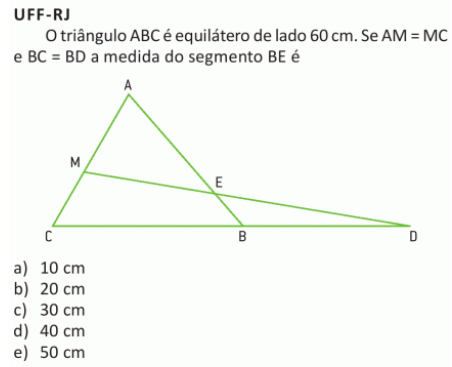 UFF-RJ
O triângulo ABC é equilátero de lado 60 cm. Se AM = MC
e BC = BD a medida do segmento BE é
A
M
E
C
B
D
a) 10 cm
b) 20 cm
c) 30 cm
d) 40 cm
e) 50 cm